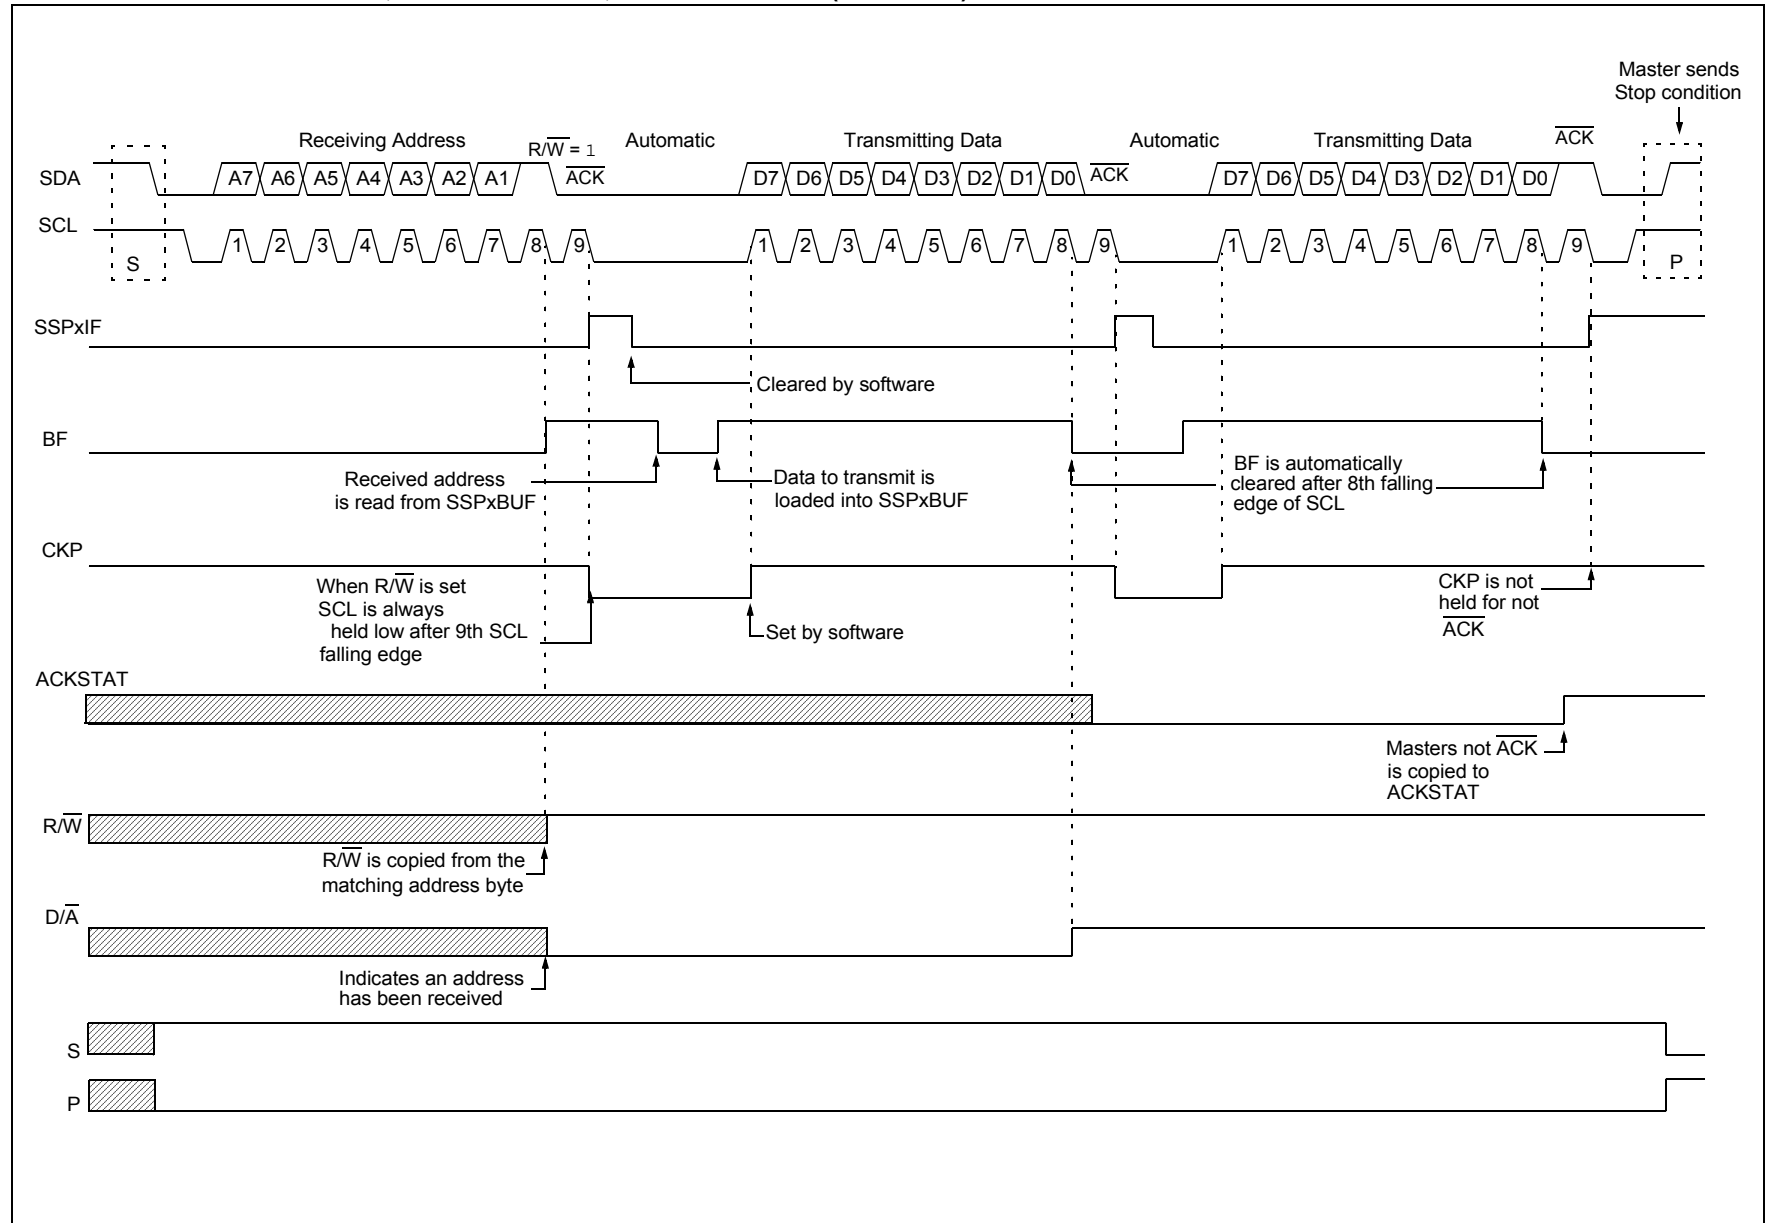 Master sends
Stop condition
Receiving Address
R/W̅ = 1
Automatic
Transmitting Data
Automatic
Transmitting Data
A̅C̅K̅
SDA
A7 A6 A5 A4 A3 A2 A1
A̅C̅K̅
D7 D6 D5 D4 D3 D2 D1 D0
A̅C̅K̅
D7 D6 D5 D4 D3 D2 D1 D0
SCL
S
1 2 3 4 5 6 7 8 9
1 2 3 4 5 6 7 8 9
1 2 3 4 5 6 7 8 9
P
SSPxIF
Cleared by software
BF
Received address
is read from SSPxBUF
Data to transmit is
loaded into SSPxBUF
BF is automatically
cleared after 8th falling
edge of SCL
CKP
When R/W̅ is set
SCL is always
held low after 9th SCL
falling edge
Set by software
CKP is not
held for not
A̅C̅K̅
ACKSTAT
Masters not A̅C̅K̅
is copied to
ACKSTAT
R/W̅
R/W̅ is copied from the
matching address byte
D/A̅
Indicates an address
has been received
S
P